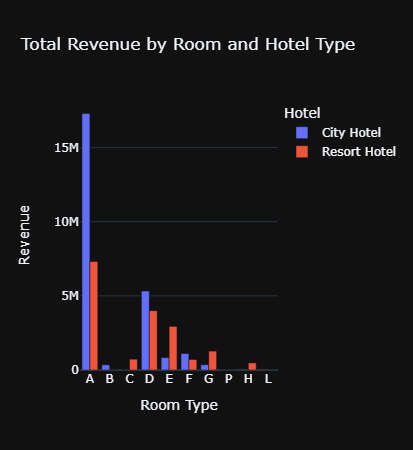 Total Revenue by Room and Hotel Type
Hotel
City Hotel
Resort Hotel
15M
10M
5M
0
Revenue
A B C D E F G P H L
Room Type